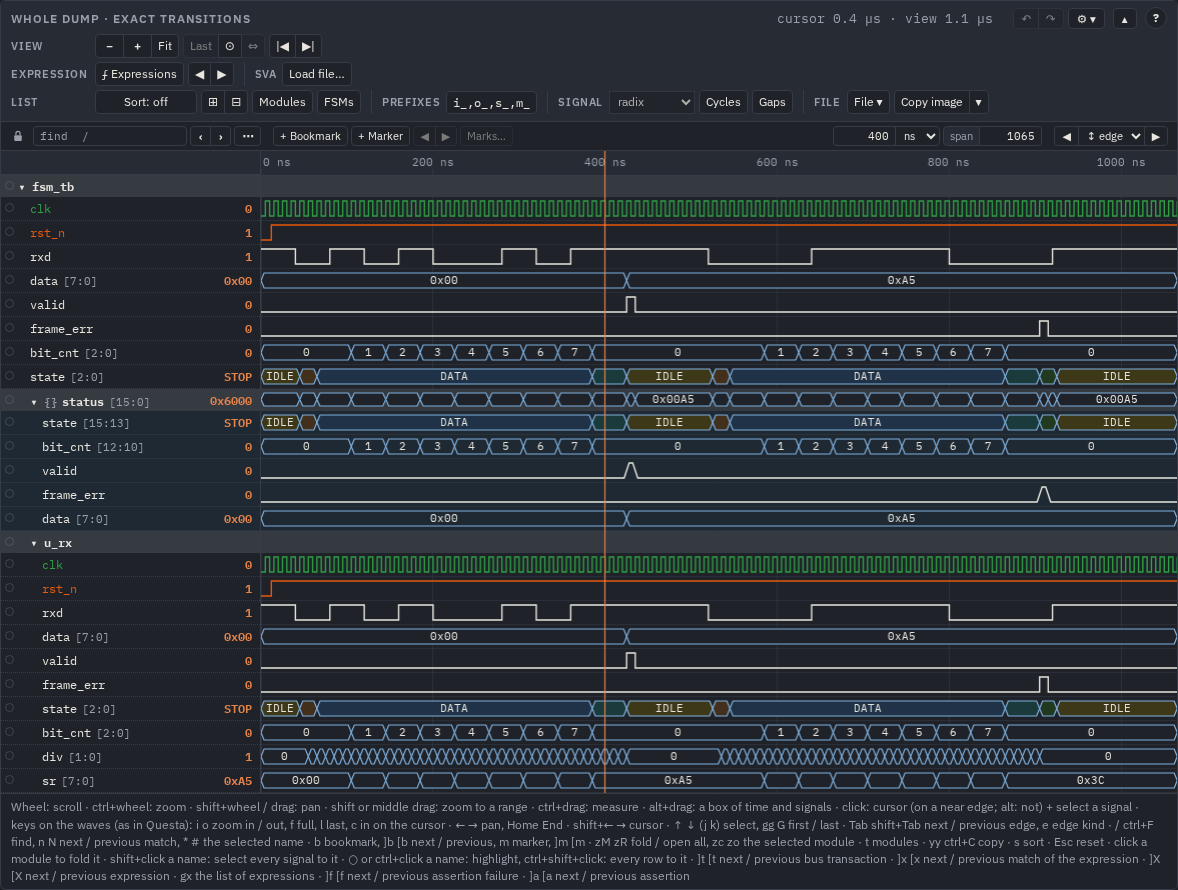 WHOLE DUMP · EXACT TRANSITIONS cursor 0.4 µs · view 1.1 µs ↶ ↷ ⚙ ▾ ▴ ?
VIEW − + Fit Last ⊙ ⇔ |◀ ▶|
EXPRESSION ⨍ Expressions ◀ ▶ SVA Load file…
LIST Sort: off ⊞ ⊟ Modules FSMs PREFIXES i_,o_,s_,m_ SIGNAL radix Cycles Gaps FILE File ▾ Copy image ▾
find / ‹ › ⋯ + Bookmark + Marker ◀ ▶ Marks… 400 ns span 1065 ◀ ↕ edge ▶
0 ns 200 ns 400 ns 600 ns 800 ns 1000 ns
▾ fsm_tb
clk 0
rst_n 1
rxd 1
data [7:0] 0x00 0x00 0xA5
valid 0
frame_err 0
bit_cnt [2:0] 0 0 1 2 3 4 5 6 7 0 1 2 3 4 5 6 7 0
state [2:0] STOP IDLE DATA IDLE DATA IDLE
▾ {} status [15:0] 0x6000 0x00A5 0x00A5
state [15:13] STOP IDLE DATA IDLE DATA IDLE
bit_cnt [12:10] 0 0 1 2 3 4 5 6 7 0 1 2 3 4 5 6 7 0
valid 0
frame_err 0
data [7:0] 0x00 0x00 0xA5
▾ u_rx
clk 0
rst_n 1
rxd 1
data [7:0] 0x00 0x00 0xA5
valid 0
frame_err 0
state [2:0] STOP IDLE DATA IDLE DATA IDLE
bit_cnt [2:0] 0 0 1 2 3 4 5 6 7 0 1 2 3 4 5 6 7 0
div [1:0] 1 0 0 0
sr [7:0] 0xA5 0x00 0xA5 0x3C
Wheel: scroll · ctrl+wheel: zoom · shift+wheel / drag: pan · shift or middle drag: zoom to a range · ctrl+drag: measure · alt+drag: a box of time and signals · click: cursor (on a near edge; alt: not) + select a signal ·
keys on the waves (as in Questa): i o zoom in / out, f full, l last, c in on the cursor · ← → pan, Home End · shift+← → cursor · ↑ ↓ (j k) select, gg G first / last · Tab shift+Tab next / previous edge, e edge kind · / ctrl+F
find, n N next / previous match, * # the same of the signal · b bookmark, ]b [b next / previous, m marker, ]m [m · zM zR fold / open all, zc zo the selected module · t modules · yy ctrl+C copy · s sort · Esc reset · click a
module to fold it · shift+click a name: select every signal to it · ○ or ctrl+click a name: highlight, ctrl+shift+click: every row to it · ]t [t next / previous bus transaction · ]x [x next / previous match of the expression · ]X
[X next / previous expression · gx the list of expressions · ]f [f next / previous assertion failure · ]a [a next / previous assertion